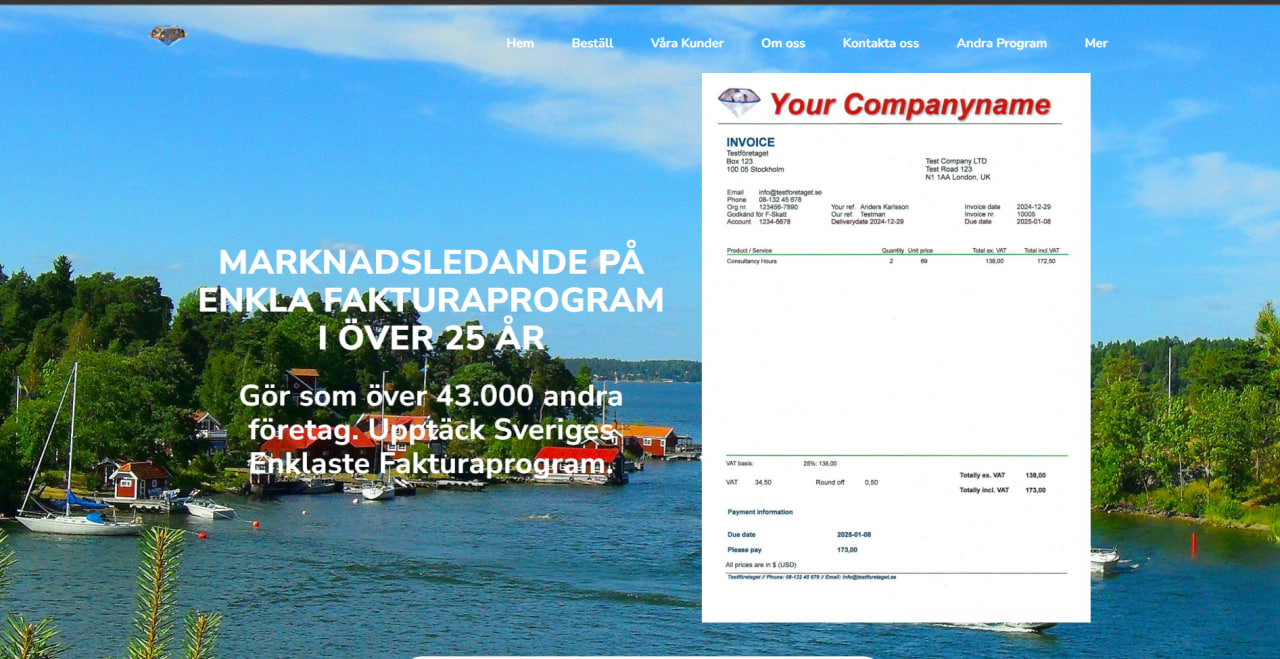 Hem Beställ Våra Kunder Om oss Kontakta oss Andra Program Mer
MARKNADSLEDANDE PÅ
ENKLA FAKTURAPROGRAM
I ÖVER 25 ÅR
Gör som över 43.000 andra
företag. Upptäck Sveriges
Enklaste Fakturaprogram.
Your Companyname
INVOICE
Testföretaget
Box 123 Test Company LTD
100 05 Stockholm Test Road 123
N1 1AA London, UK
Email info@testforetaget.se
Phone 08-132 45 678
Org nr 123456-7890 Your ref. Anders Karlsson Invoice date 2024-12-29
Godkänd för F-Skatt Our ref. Testman Invoice nr. 10005
Account 1234-5678 Deliverydate 2024-12-29 Due date 2025-01-08
Product / Service Quantity Unit price Total ex. VAT Total incl.VAT
Consultancy Hours 2 69 138,00 172,50
VAT basis: 25%: 138,00
Totally ex. VAT 138,00
VAT 34,50 Round off 0,50
Totally incl. VAT 173,00
Payment information
Due date 2025-01-08
Please pay 173,00
All prices are in $ (USD)
Testföretaget // Phone: 08-132 45 678 // Email: info@testforetaget.se